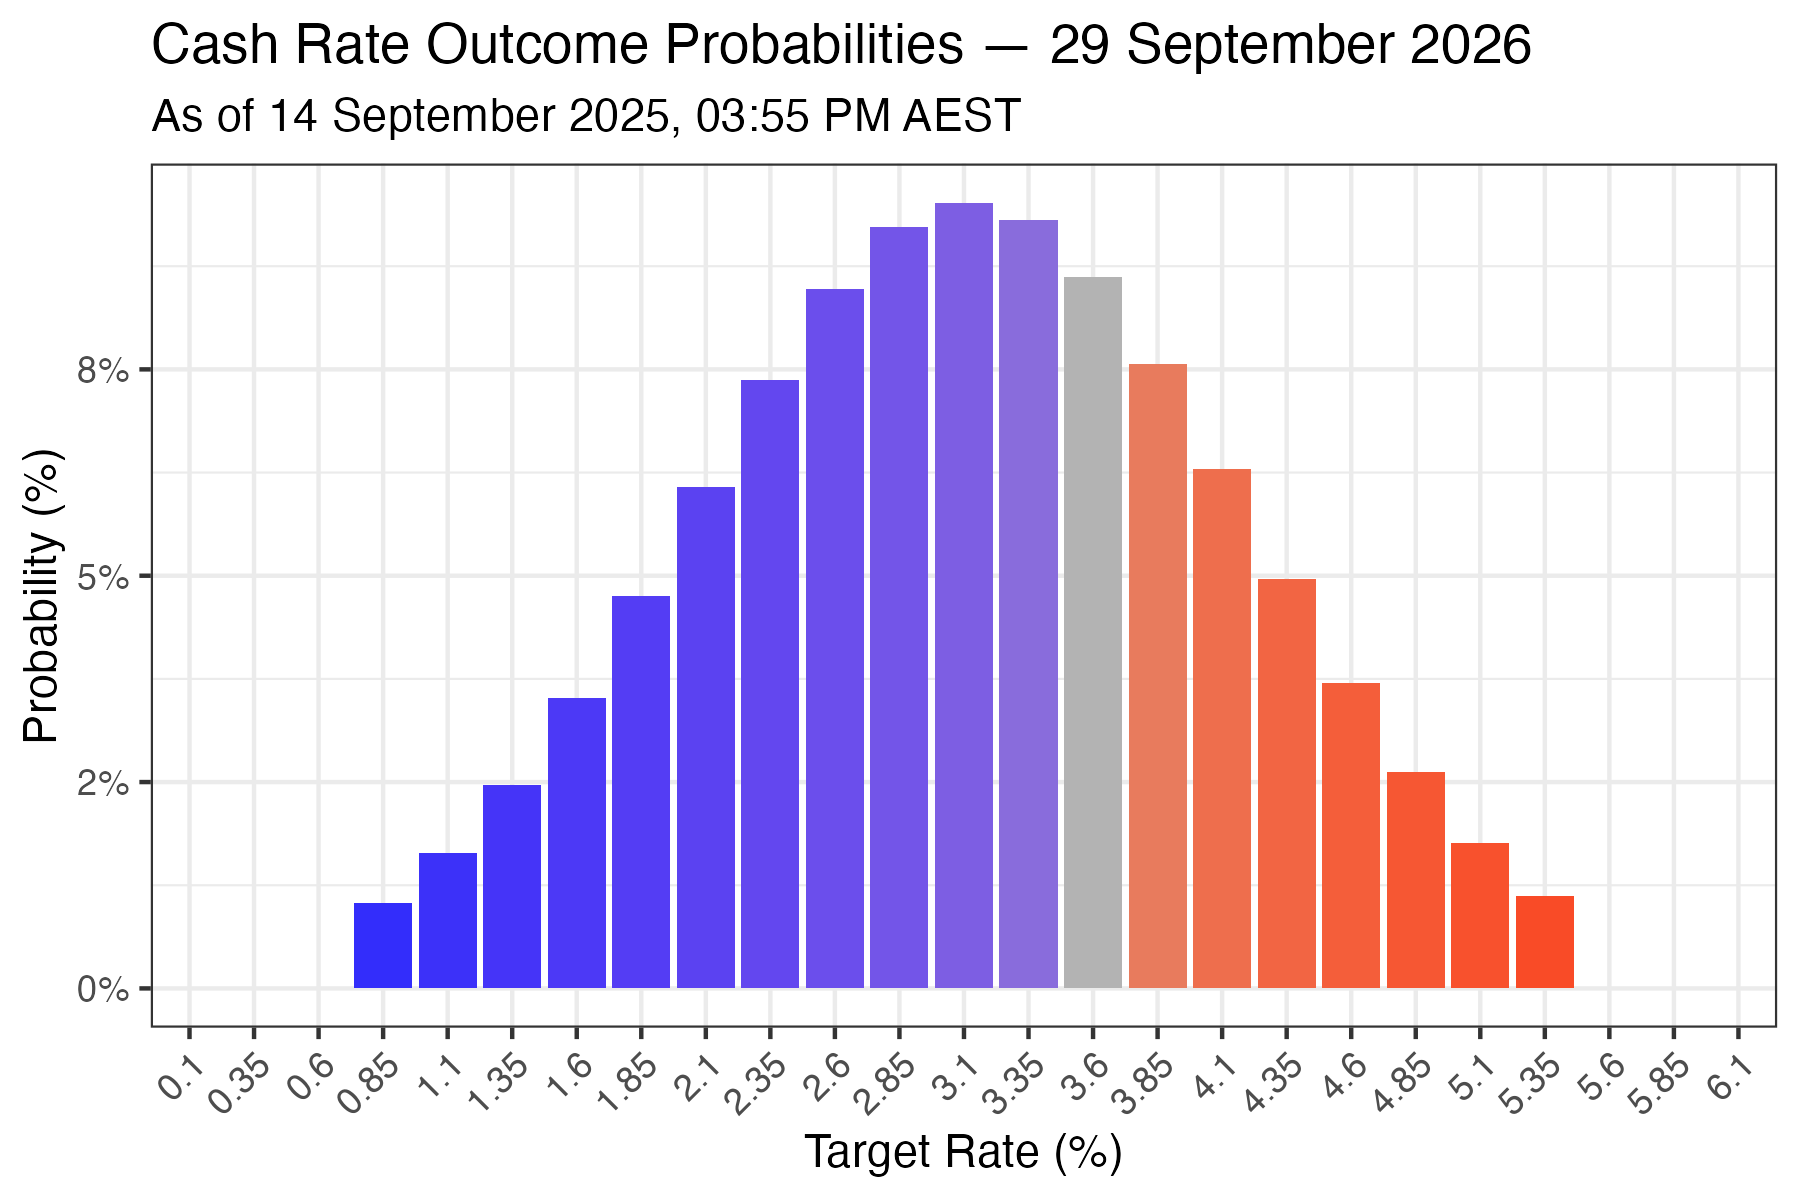 Cash Rate Outcome Probabilities — 29 September 2026
As of 14 September 2025, 03:55 PM AEST
Probability (%)
8%
5%
2%
0%
0.1 0.35 0.6 0.85 1.1 1.35 1.6 1.85 2.1 2.35 2.6 2.85 3.1 3.35 3.6 3.85 4.1 4.35 4.6 4.85 5.1 5.35 5.6 5.85 6.1
Target Rate (%)